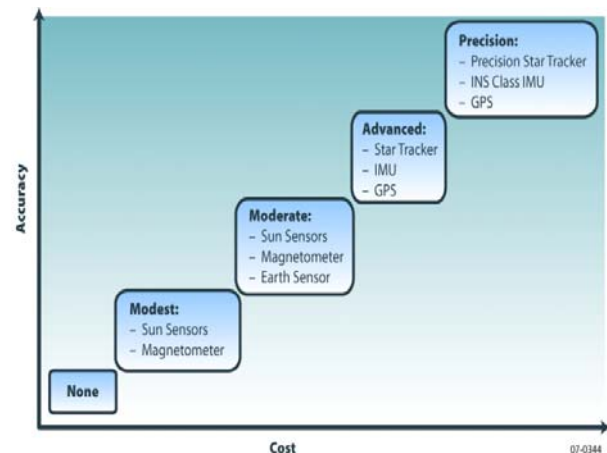 Accuracy
Precision:
– Precision Star Tracker
– INS Class IMU
– GPS
Advanced:
– Star Tracker
– IMU
– GPS
Moderate:
– Sun Sensors
– Magnetometer
– Earth Sensor
Modest:
– Sun Sensors
– Magnetometer
None
Cost
07-0344